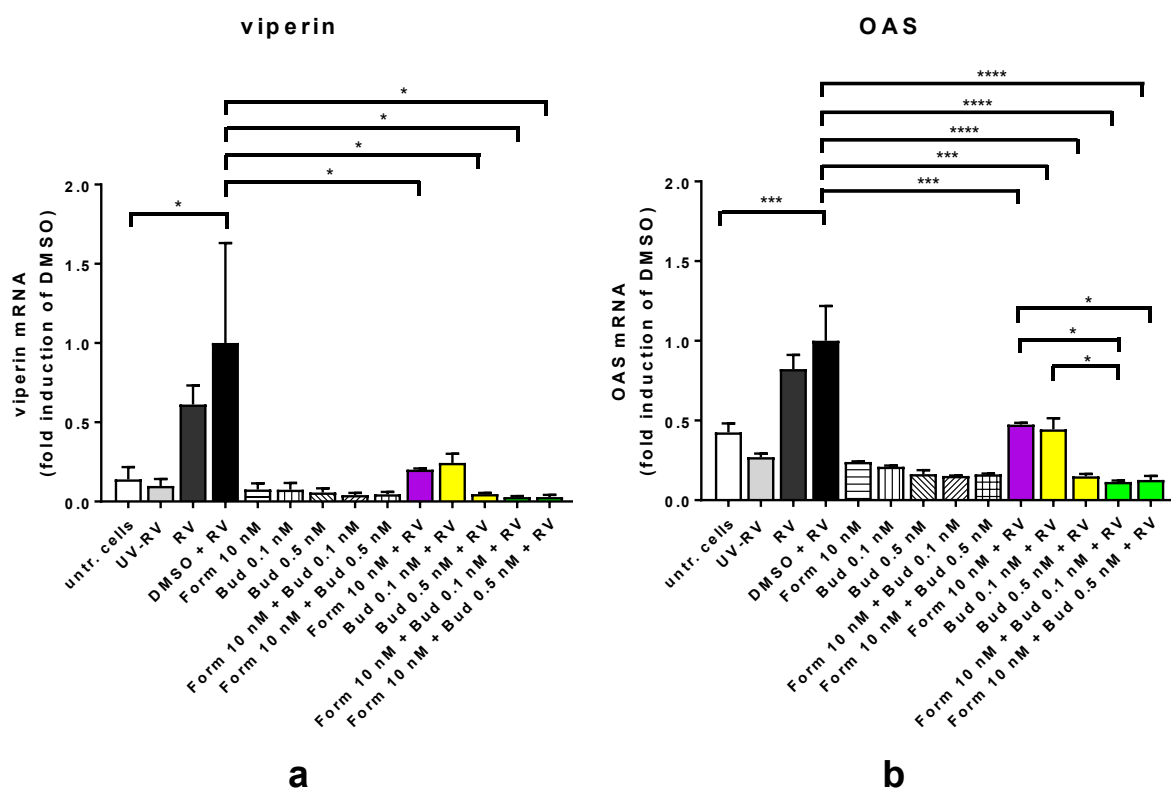 viperin
*
*
*
*
*
viperin mRNA
(fold induction of DMSO)
2.0
1.5
1.0
0.5
0.0
untr. cells
UV-RV
RV
DMSO + RV
Form 10 nM
Bud 0.1 nM
Bud 0.5 nM
Form 10 nM + Bud 0.1 nM
Form 10 nM + Bud 0.5 nM
Form 10 nM + RV
Bud 0.1 nM + RV
Bud 0.5 nM + RV
Form 10 nM + Bud 0.1 nM + RV
Form 10 nM + Bud 0.5 nM + RV
a
OAS
****
****
****
***
***
***
*
*
*
OAS mRNA
(fold induction of DMSO)
2.0
1.5
1.0
0.5
0.0
untr. cells
UV-RV
RV
DMSO + RV
Form 10 nM
Bud 0.1 nM
Bud 0.5 nM
Form 10 nM + Bud 0.1 nM
Form 10 nM + Bud 0.5 nM
Form 10 nM + RV
Bud 0.1 nM + RV
Bud 0.5 nM + RV
Form 10 nM + Bud 0.1 nM + RV
Form 10 nM + Bud 0.5 nM + RV
b